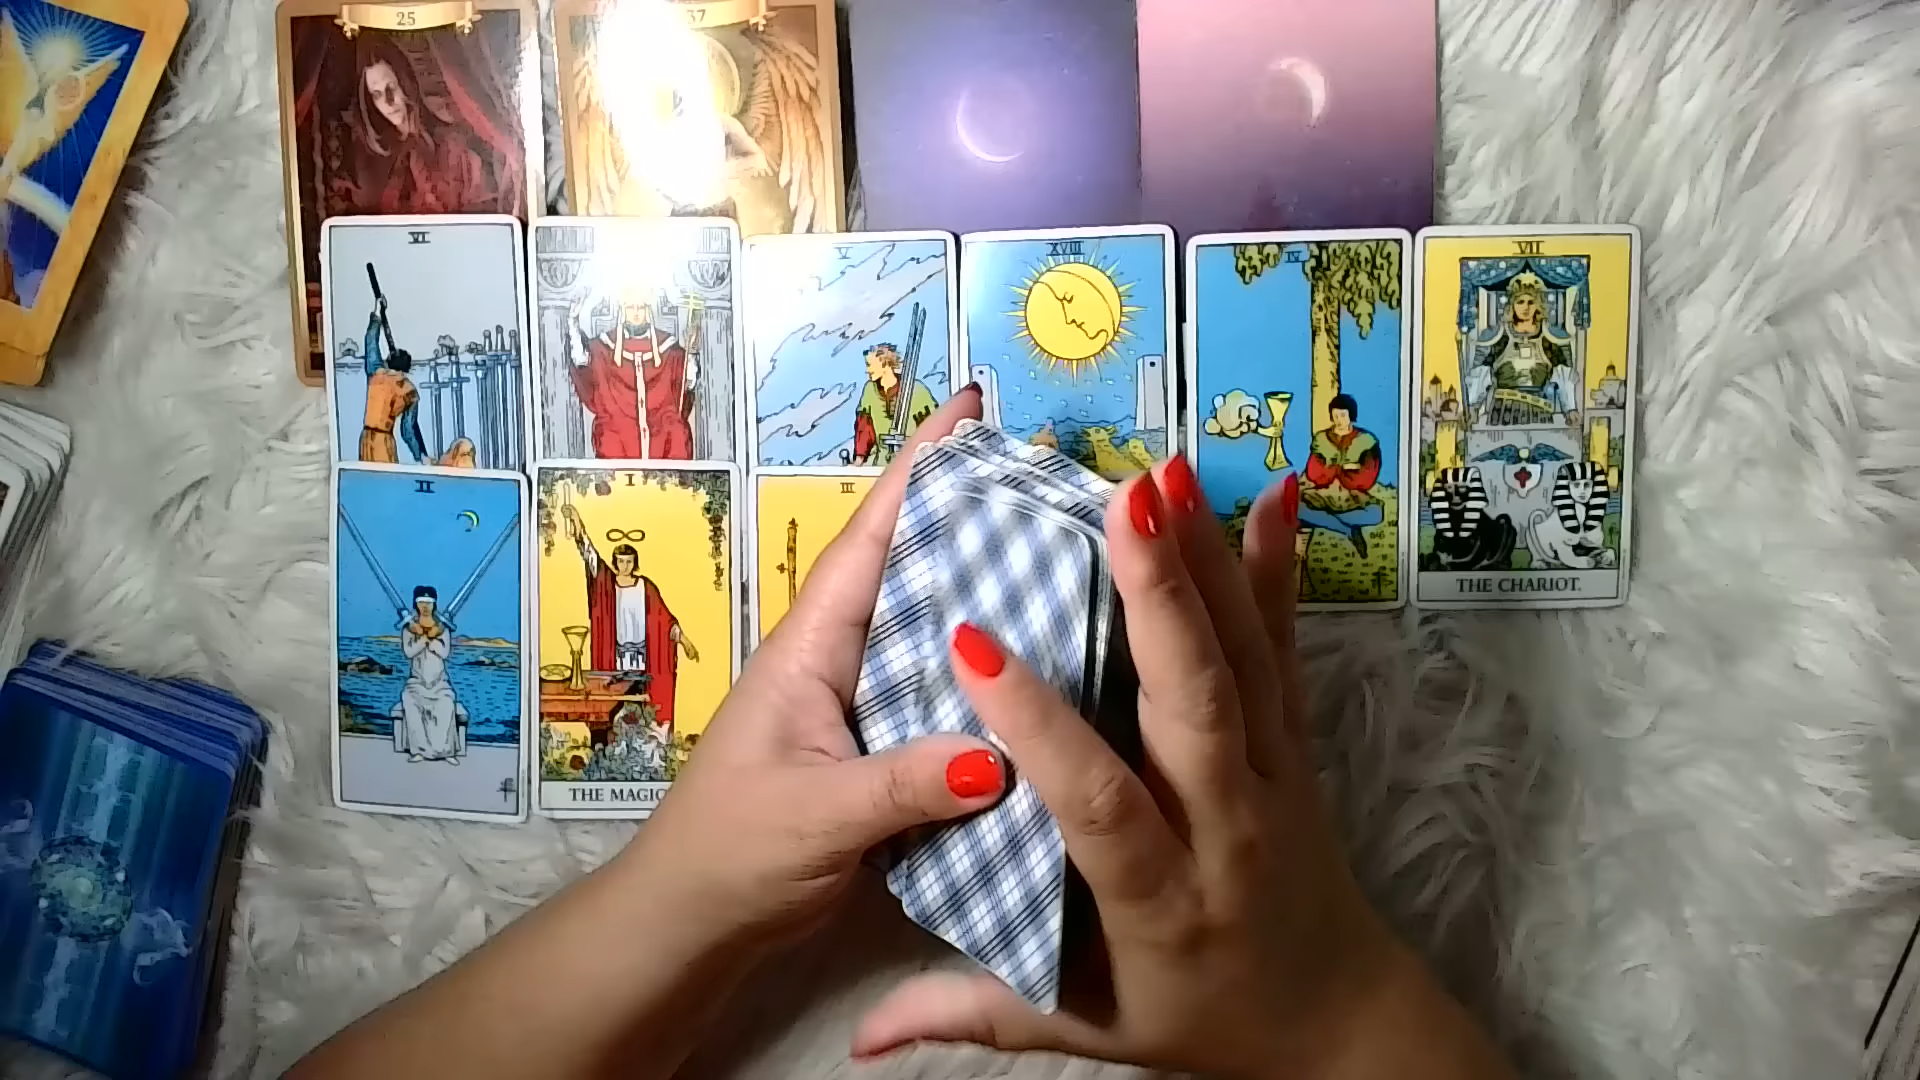 25
37
VI
V
XVIII
IV
VII
THE CHARIOT.
II
I
III
THE MAGIC